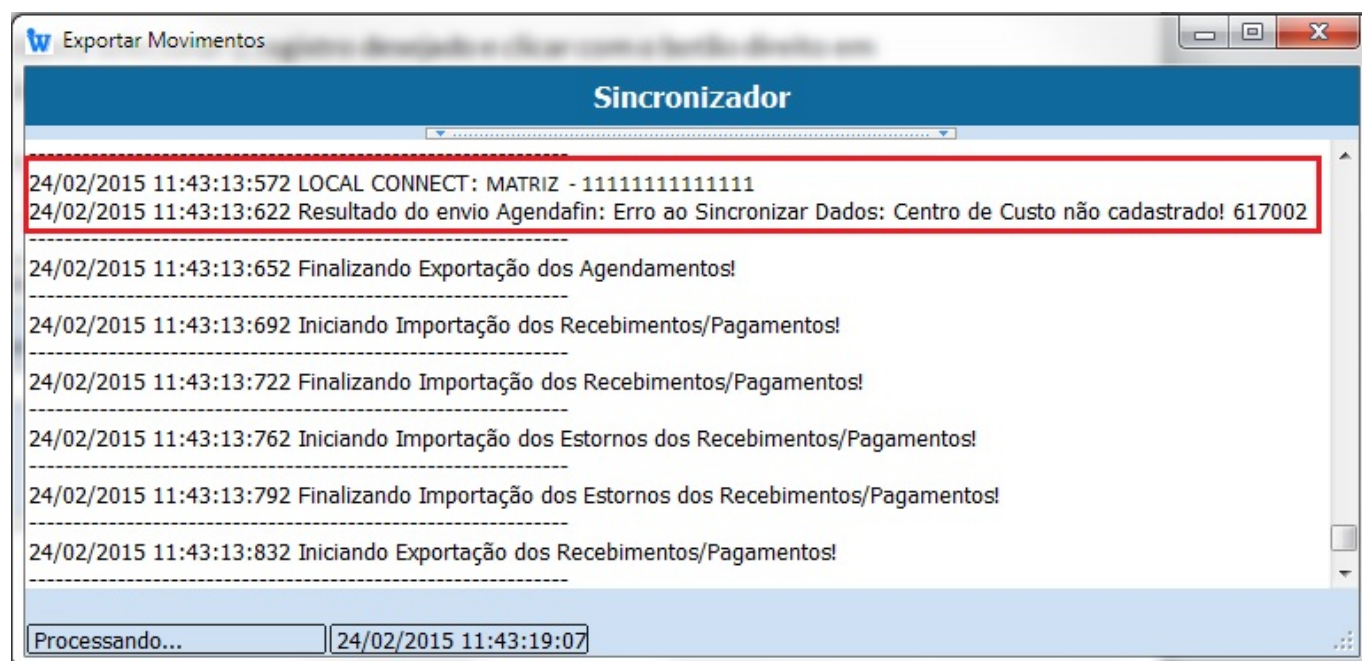 Exportar Movimentos
Sincronizador
------------------------------------------------------------
24/02/2015 11:43:13:572 LOCAL CONNECT: MATRIZ - 11111111111111
24/02/2015 11:43:13:622 Resultado do envio Agendafin: Erro ao Sincronizar Dados: Centro de Custo não cadastrado! 617002
------------------------------------------------------------
24/02/2015 11:43:13:652 Finalizando Exportação dos Agendamentos!
------------------------------------------------------------
24/02/2015 11:43:13:692 Iniciando Importação dos Recebimentos/Pagamentos!
------------------------------------------------------------
24/02/2015 11:43:13:722 Finalizando Importação dos Recebimentos/Pagamentos!
------------------------------------------------------------
24/02/2015 11:43:13:762 Iniciando Importação dos Estornos dos Recebimentos/Pagamentos!
------------------------------------------------------------
24/02/2015 11:43:13:792 Finalizando Importação dos Estornos dos Recebimentos/Pagamentos!
------------------------------------------------------------
24/02/2015 11:43:13:832 Iniciando Exportação dos Recebimentos/Pagamentos!
------------------------------------------------------------
Processando... 24/02/2015 11:43:19:07